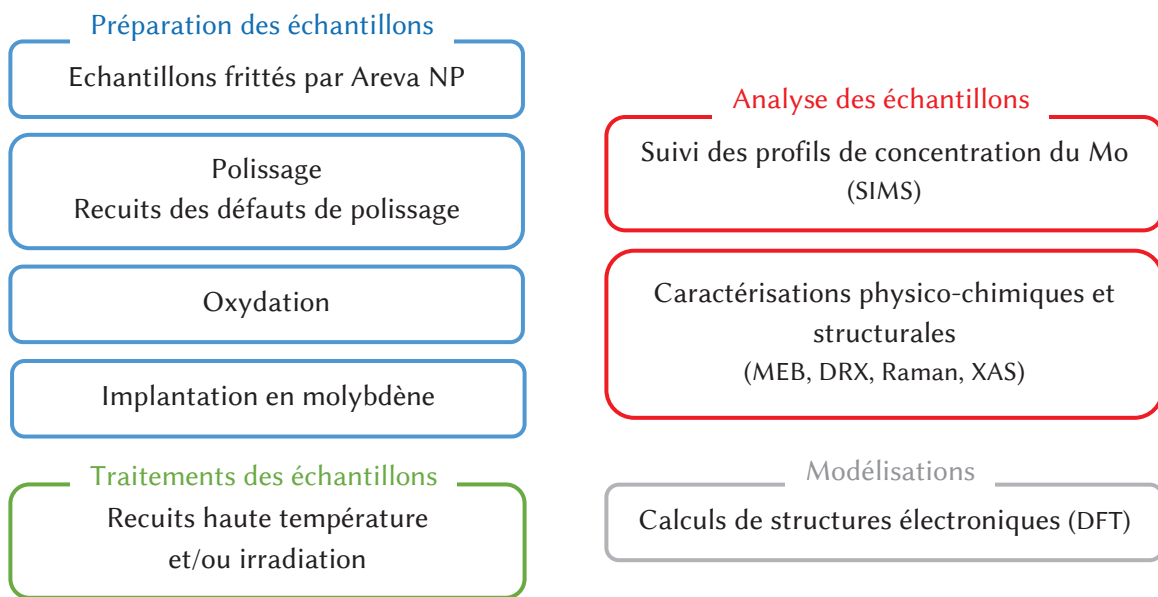 Préparation des échantillons
Echantillons frittés par Areva NP
Polissage
Recuits des défauts de polissage
Oxydation
Implantation en molybdène
Traitements des échantillons
Recuits haute température
et/ou irradiation
Analyse des échantillons
Suivi des profils de concentration du Mo
(SIMS)
Caractérisations physico-chimiques et
structurales
(MEB, DRX, Raman, XAS)
Modélisations
Calculs de structures électroniques (DFT)